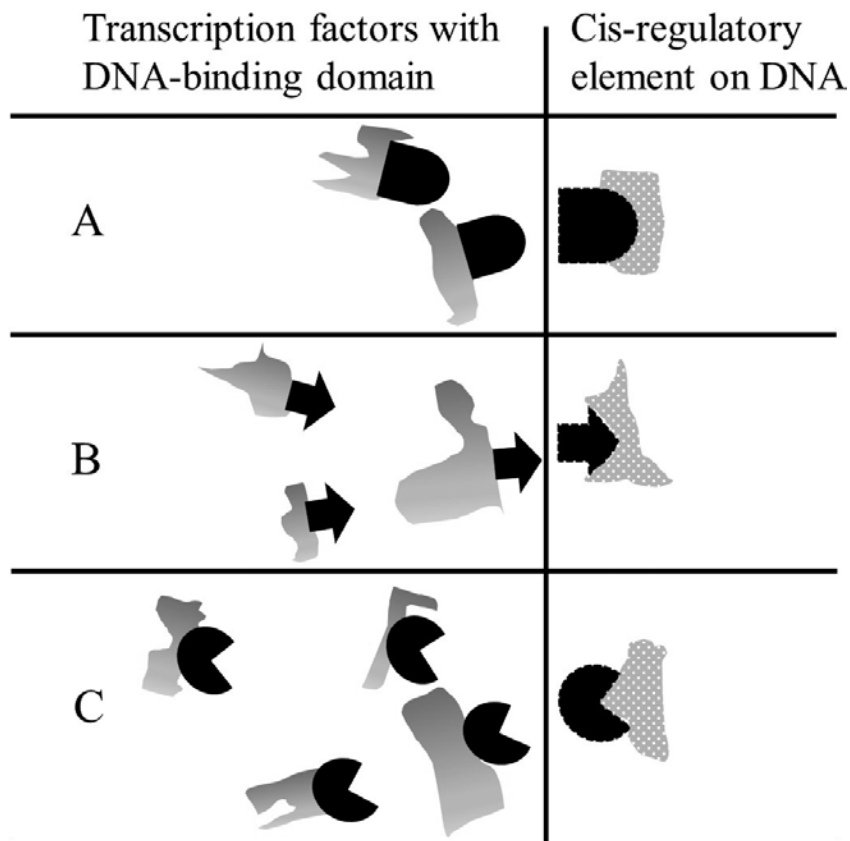 Transcription factors with
DNA-binding domain
Cis-regulatory
element on DNA
A
B
C